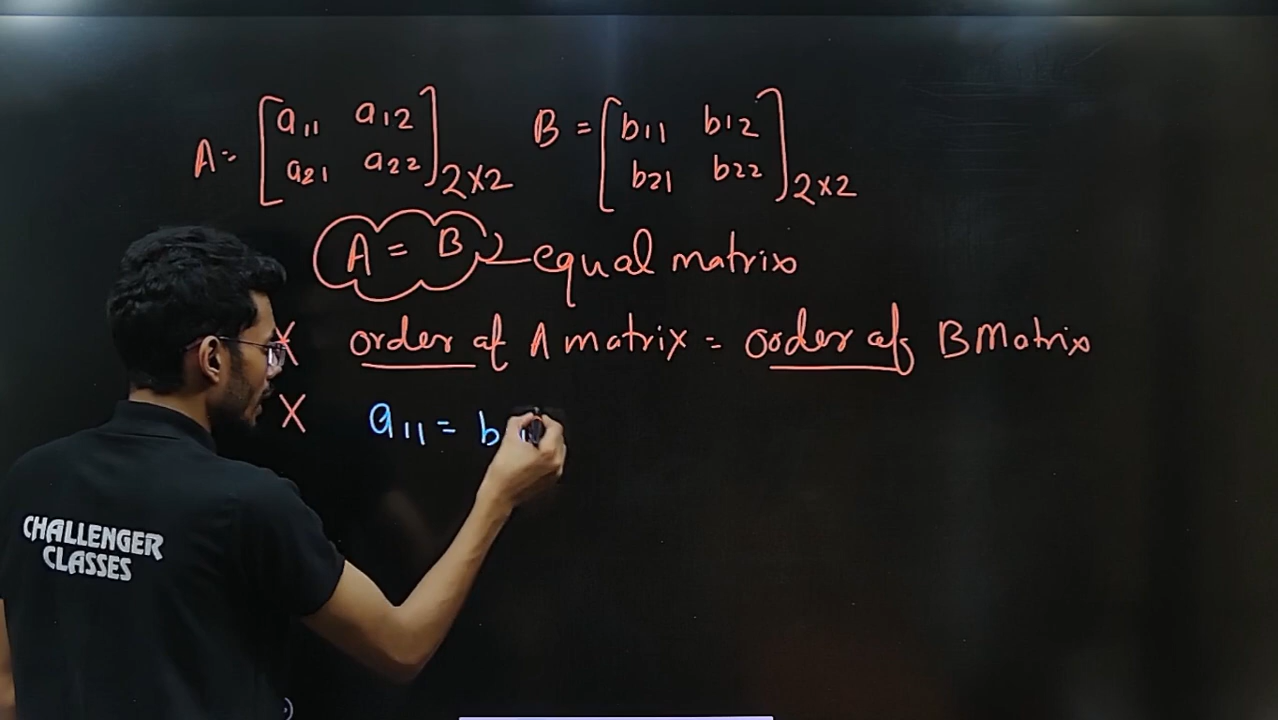 A = [ a11 a12
a21 a22 ] 2x2
B = [ b11 b12
b21 b22 ] 2x2
A = B equal matrix
X order of A matrix = order of B Matrix
X a11 = b
CHALLENGER
CLASSES